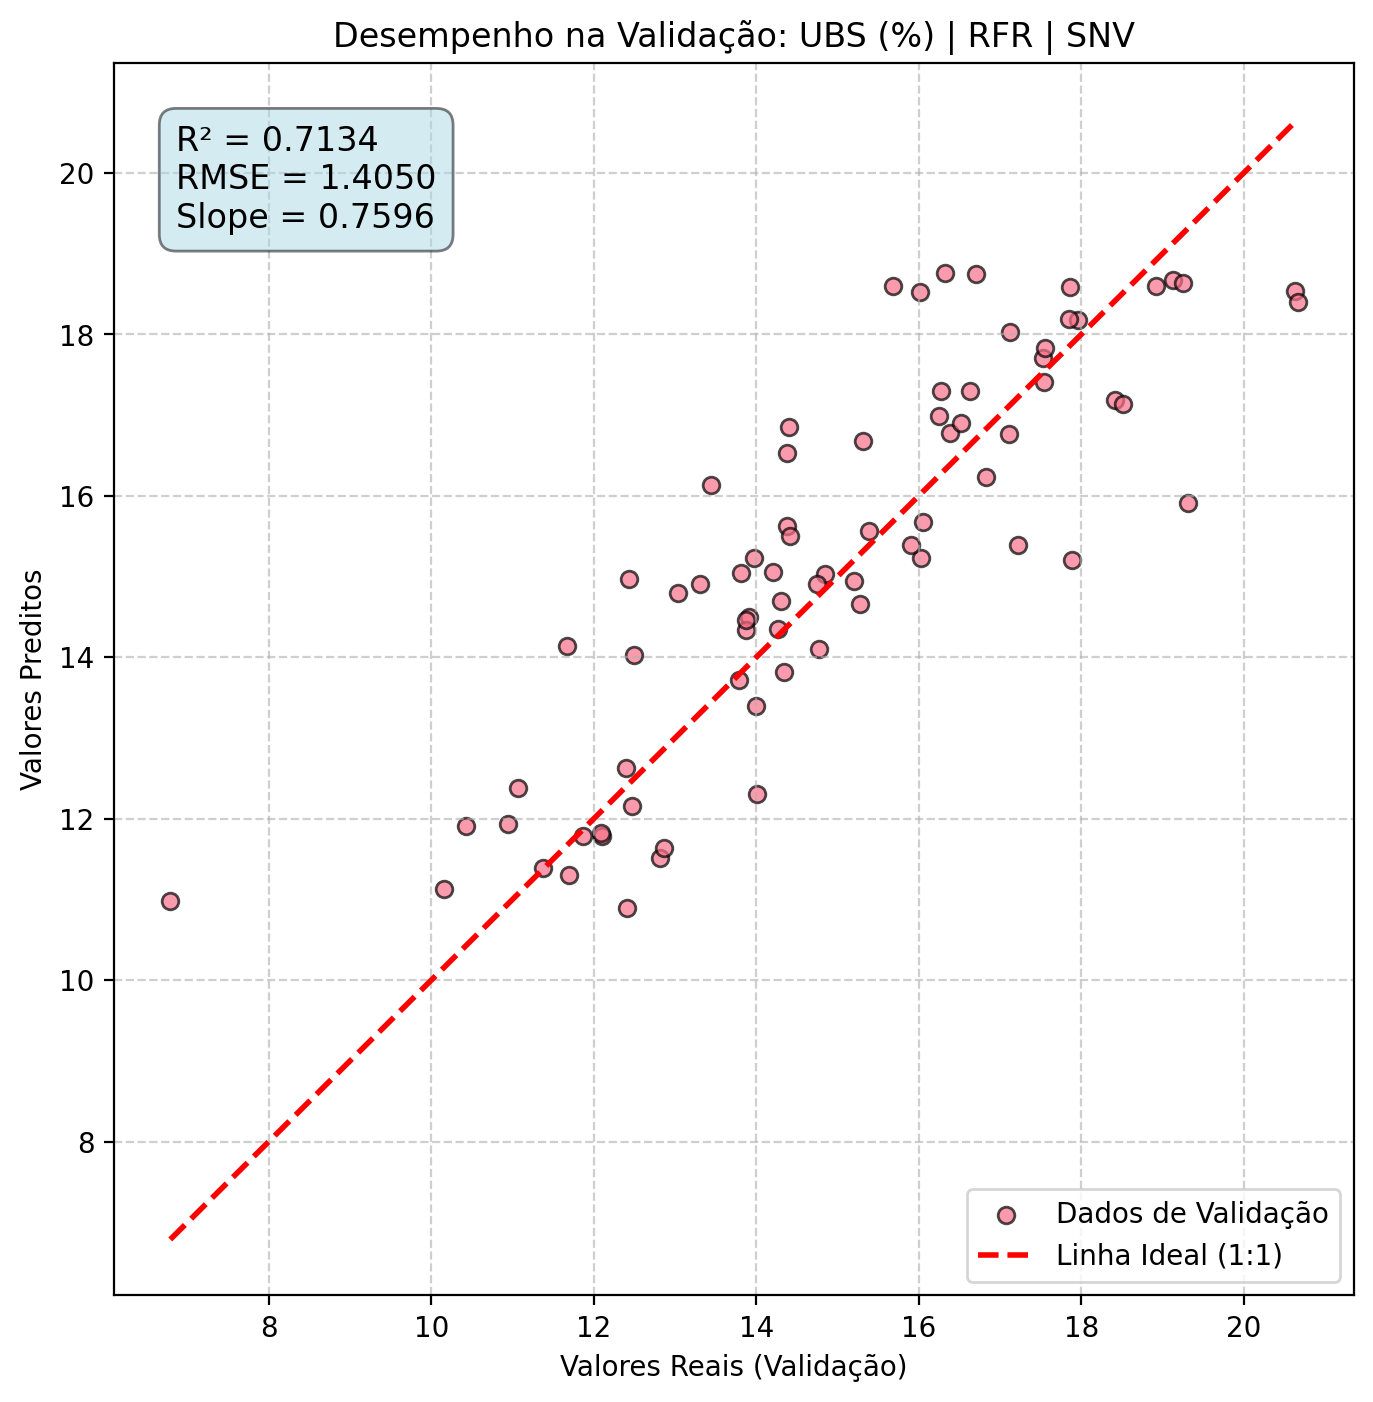 Desempenho na Validação: UBS (%) | RFR | SNV
R² = 0.7134
RMSE = 1.4050
Slope = 0.7596
20
18
16
14
12
10
8
Valores Preditos
Dados de Validação
Linha Ideal (1:1)
8 10 12 14 16 18 20
Valores Reais (Validação)